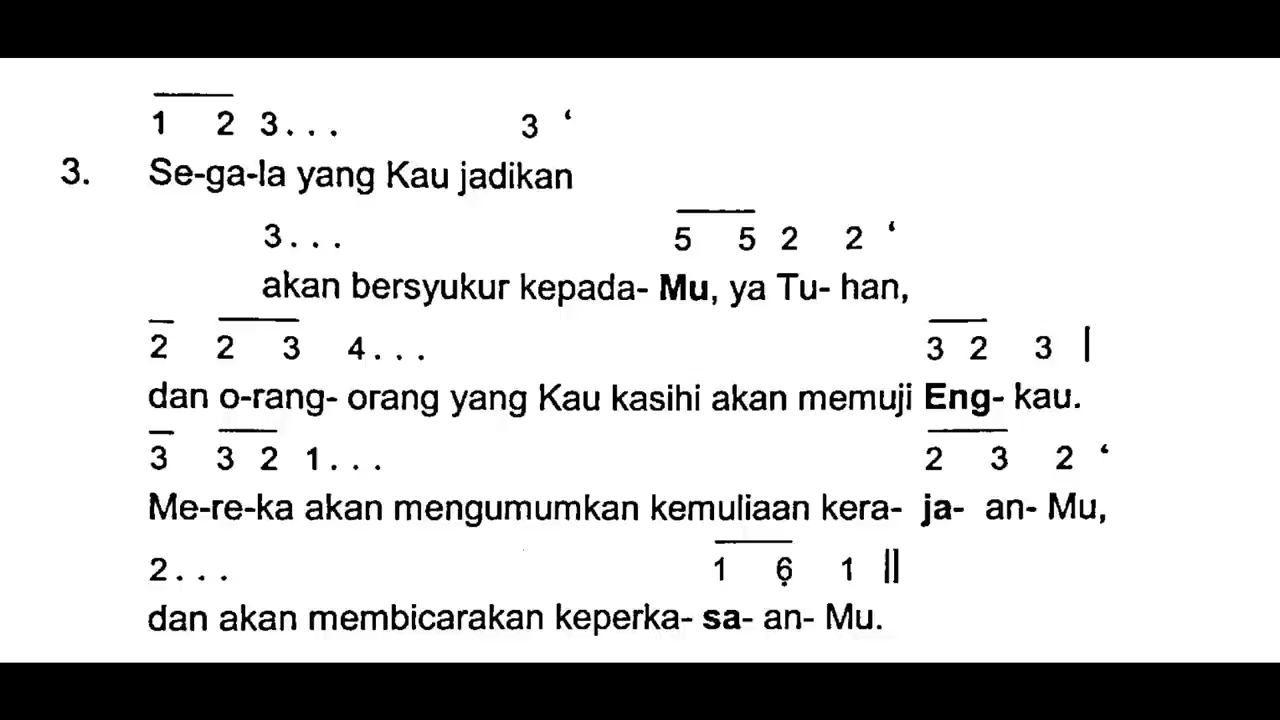 1 2 3... 3 ‘
3. Se-ga-la yang Kau jadikan
3... 5 5 2 2 ‘
akan bersyukur kepada- Mu, ya Tu- han,
2 2 3 4... 3 2 3 |
dan o-rang- orang yang Kau kasihi akan memuji Eng- kau.
3 3 2 1... 2 3 2 ‘
Me-re-ka akan mengumumkan kemuliaan kera- ja- an- Mu,
2... 1 6̣ 1 ||
dan akan membicarakan keperka- sa- an- Mu.